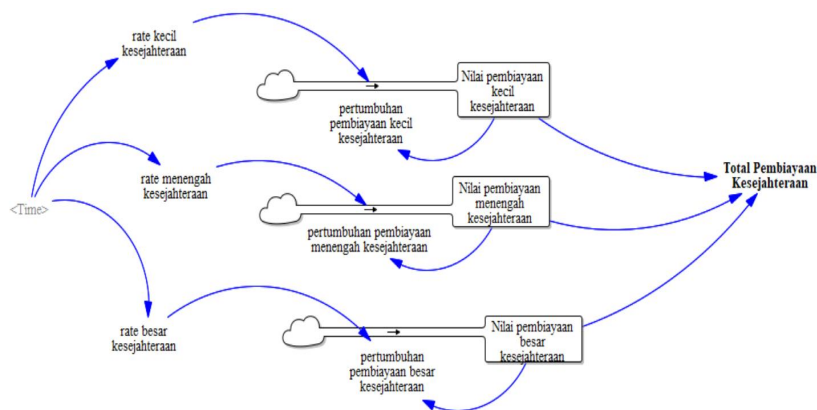 rate kecil
kesejahteraan
Nilai pembiayaan
kecil
kesejahteraan
pertumbuhan
pembiayaan kecil
kesejahteraan
Total Pembiayaan
Kesejahteraan
rate menengah
kesejahteraan
Nilai pembiayaan
menengah
kesejahteraan
<Time>
pertumbuhan pembiayaan
menengah kesejahteraan
rate besar
kesejahteraan
Nilai pembiayaan
besar
kesejahteraan
pertumbuhan
pembiayaan besar
kesejahteraan